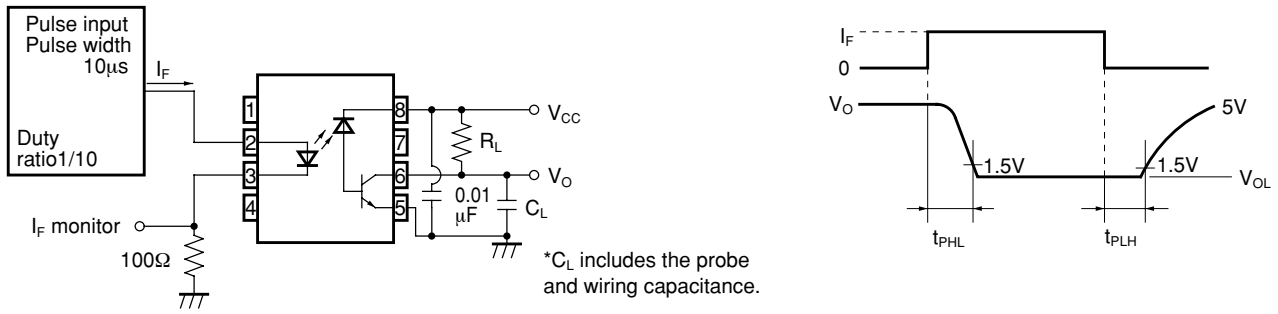 Pulse input
Pulse width
10μs
Duty
ratio1/10
I_F
1
2
3
4
8
7
6
5
V_CC
R_L
V_O
0.01
μF
C_L
I_F monitor
100Ω
*C_L includes the probe
and wiring capacitance.
I_F
0
V_O
5V
1.5V
1.5V
V_OL
t_PHL
t_PLH